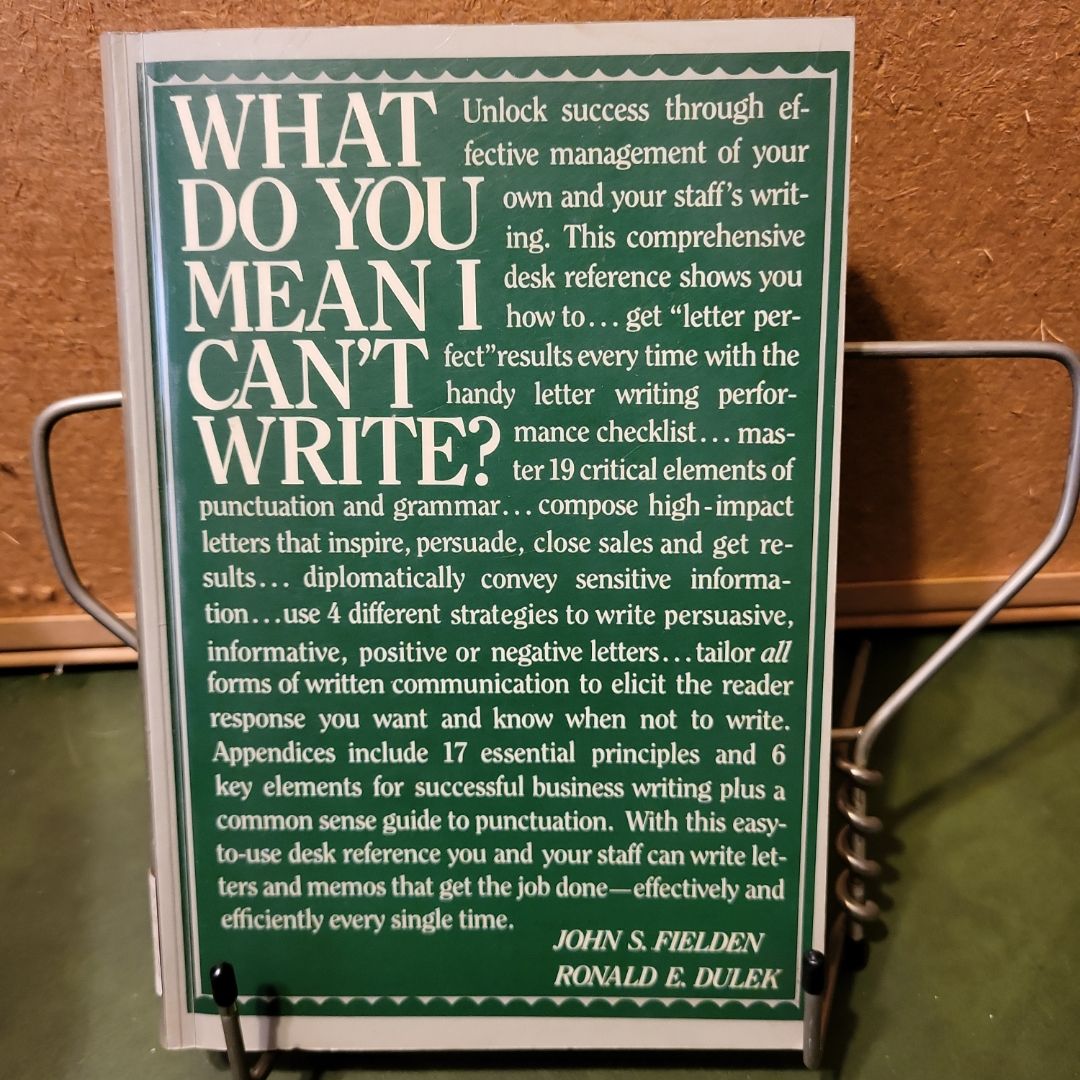 WHAT
DO YOU
MEAN I
CAN'T
WRITE?
Unlock success through ef-
fective management of your
own and your staff's writ-
ing. This comprehensive
desk reference shows you
how to... get "letter per-
fect" results every time with the
handy letter writing perfor-
mance checklist... mas-
ter 19 critical elements of
punctuation and grammar... compose high-impact
letters that inspire, persuade, close sales and get re-
sults... diplomatically convey sensitive informa-
tion...use 4 different strategies to write persuasive,
informative, positive or negative letters...tailor all
forms of written communication to elicit the reader
response you want and know when not to write.
Appendices include 17 essential principles and 6
key elements for successful business writing plus a
common sense guide to punctuation. With this easy-
to-use desk reference you and your staff can write let-
ters and memos that get the job done—effectively and
efficiently every single time.
JOHN S. FIELDEN
RONALD E. DULEK